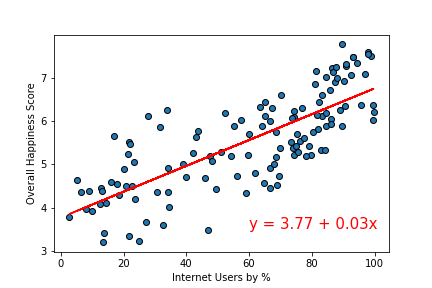 7
6
5
4
3
Overall Happiness Score
y = 3.77 + 0.03x
0 20 40 60 80 100
Internet Users by %